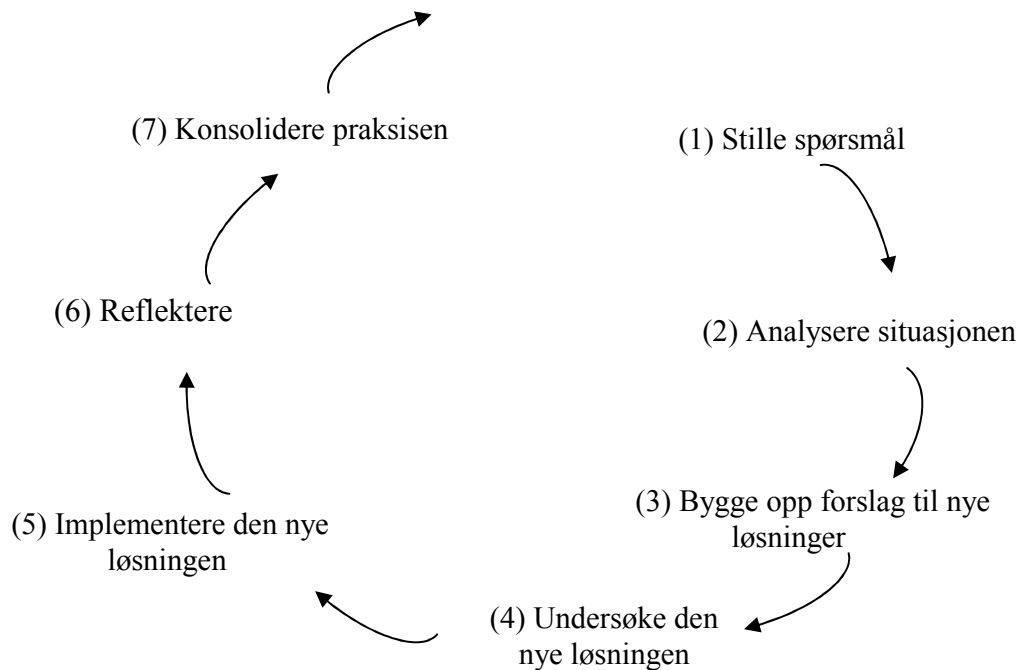 (1) Stille spørsmål
(2) Analysere situasjonen
(3) Bygge opp forslag til nye
løsninger
(4) Undersøke den
nye løsningen
(5) Implementere den nye
løsningen
(6) Reflektere
(7) Konsolidere praksisen